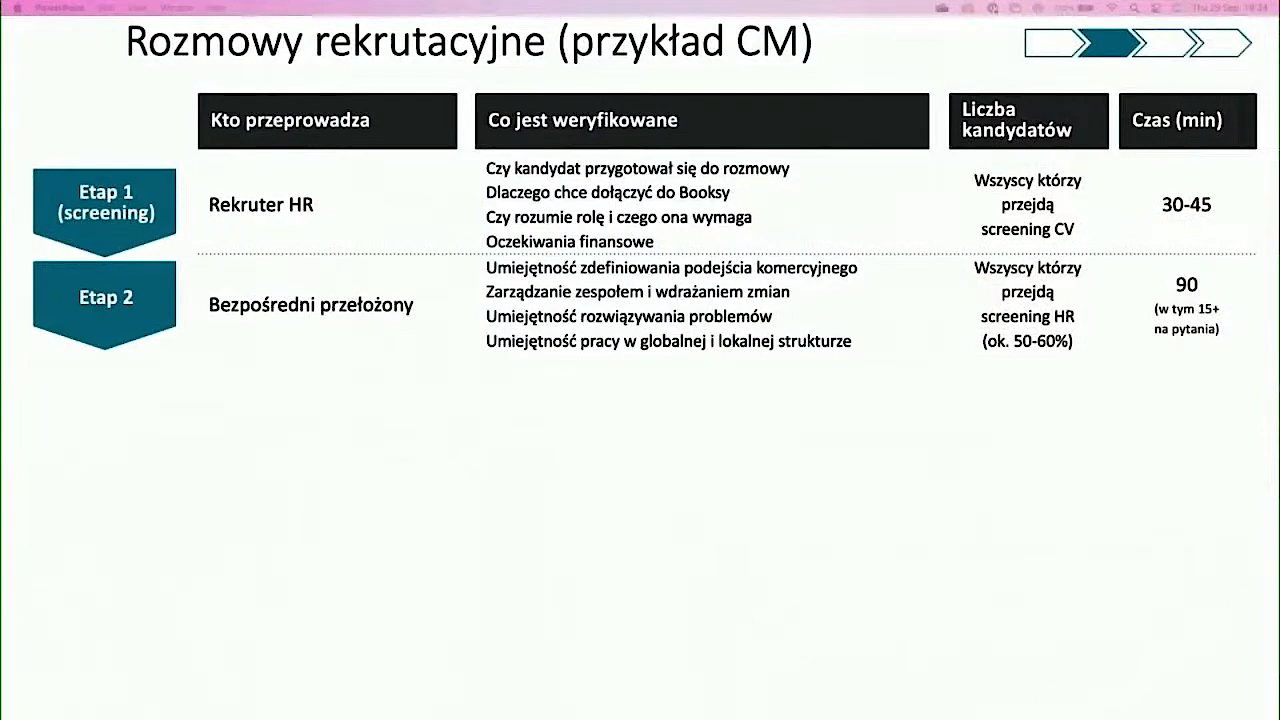 PowerPoint
Thu 29 Sep
Rozmowy rekrutacyjne (przykład CM)
Kto przeprowadza
Co jest weryfikowane
Liczba
kandydatów
Czas (min)
Etap 1
(screening)
Rekruter HR
Czy kandydat przygotował się do rozmowy
Dlaczego chce dołączyć do Booksy
Czy rozumie rolę i czego ona wymaga
Oczekiwania finansowe
Wszyscy którzy
przejdą
screening CV
30-45
Etap 2
Bezpośredni przełożony
Umiejętność zdefiniowania podejścia komercyjnego
Zarządzanie zespołem i wdrażaniem zmian
Umiejętność rozwiązywania problemów
Umiejętność pracy w globalnej i lokalnej strukturze
Wszyscy którzy
przejdą
screening HR
(ok. 50-60%)
90
(w tym 15+
na pytania)